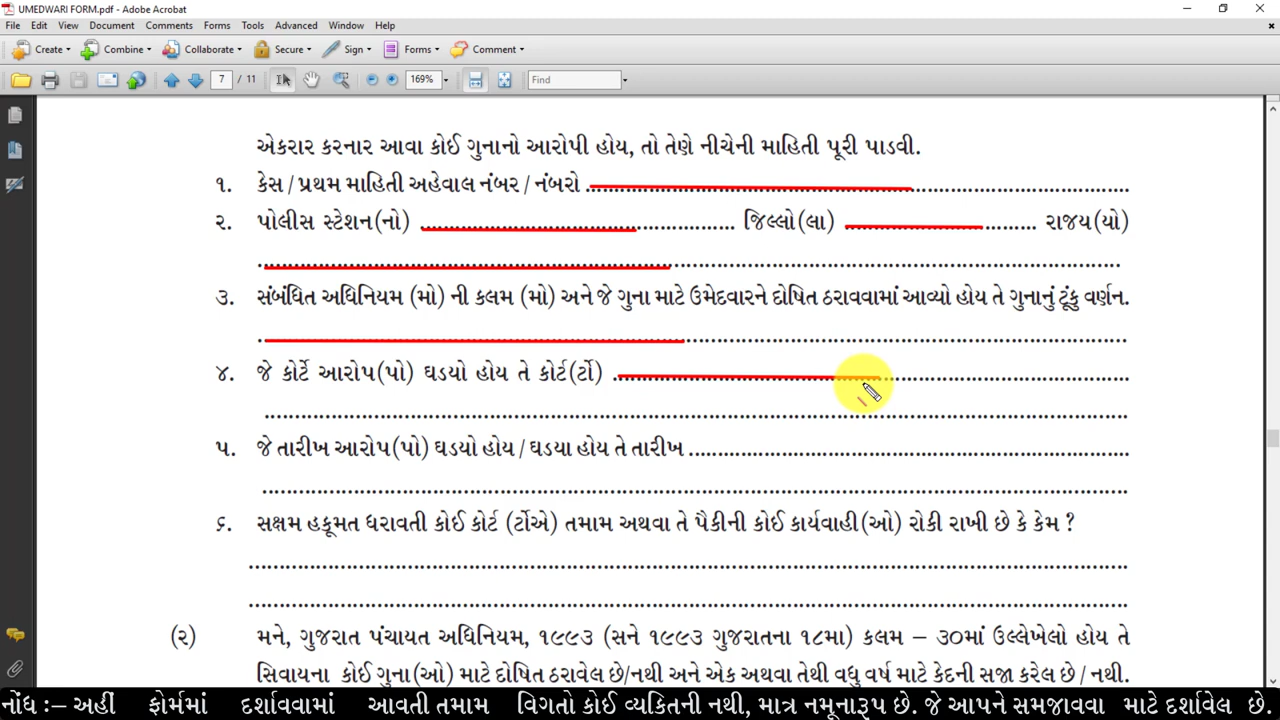 UMEDWARI FORM.pdf - Adobe Acrobat
File Edit View Document Comments Forms Tools Advanced Window Help
Create Combine Collaborate Secure Sign Forms Comment
7 / 11 169% Find
એકરાર કરનાર આવા કોઈ ગુનાનો આરોપી હોય, તો તેણે નીચેની માહિતી પૂરી પાડવી.
૧. કેસ / પ્રથમ માહિતી અહેવાલ નંબર / નંબરો
૨. પોલીસ સ્ટેશન(નો) જિલ્લો(લા) રાજય(યો)
૩. સંબંધિત અધિનિયમ (મો) ની કલમ (મો) અને જે ગુના માટે ઉમેદવારને દોષિત ઠરાવવામાં આવ્યો હોય તે ગુનાનું ટૂંકુ વર્ણન.
૪. જે કોર્ટે આરોપ(પો) ઘડયો હોય તે કોર્ટ(ર્ટો)
૫. જે તારીખ આરોપ(પો) ઘડયો હોય / ઘડયા હોય તે તારીખ
૬. સક્ષમ હકૂમત ધરાવતી કોઈ કોર્ટ (ર્ટોએ) તમામ અથવા તે પૈકીની કોઈ કાર્યવાહી(ઓ) રોકી રાખી છે કે કેમ ?
(૨) મને, ગુજરાત પંચાયત અધિનિયમ, ૧૯૯૩ (સને ૧૯૯૩ ગુજરાતના ૧૮મા) કલમ – ૩૦માં ઉલ્લેખેલો હોય તે
સિવાયના કોઈ ગુના(ઓ) માટે દોષિત ઠરાવેલ છે/નથી અને એક અથવા તેથી વધુ વર્ષ માટે કેદની સજા કરેલ છે / નથી.
નોંધ :– અહીં ફોર્મમાં દર્શાવવામાં આવતી તમામ વિગતો કોઈ વ્યકિતની નથી, માત્ર નમૂનારૂપ છે. જે આપને સમજાવવા માટે દર્શાવેલ છે.